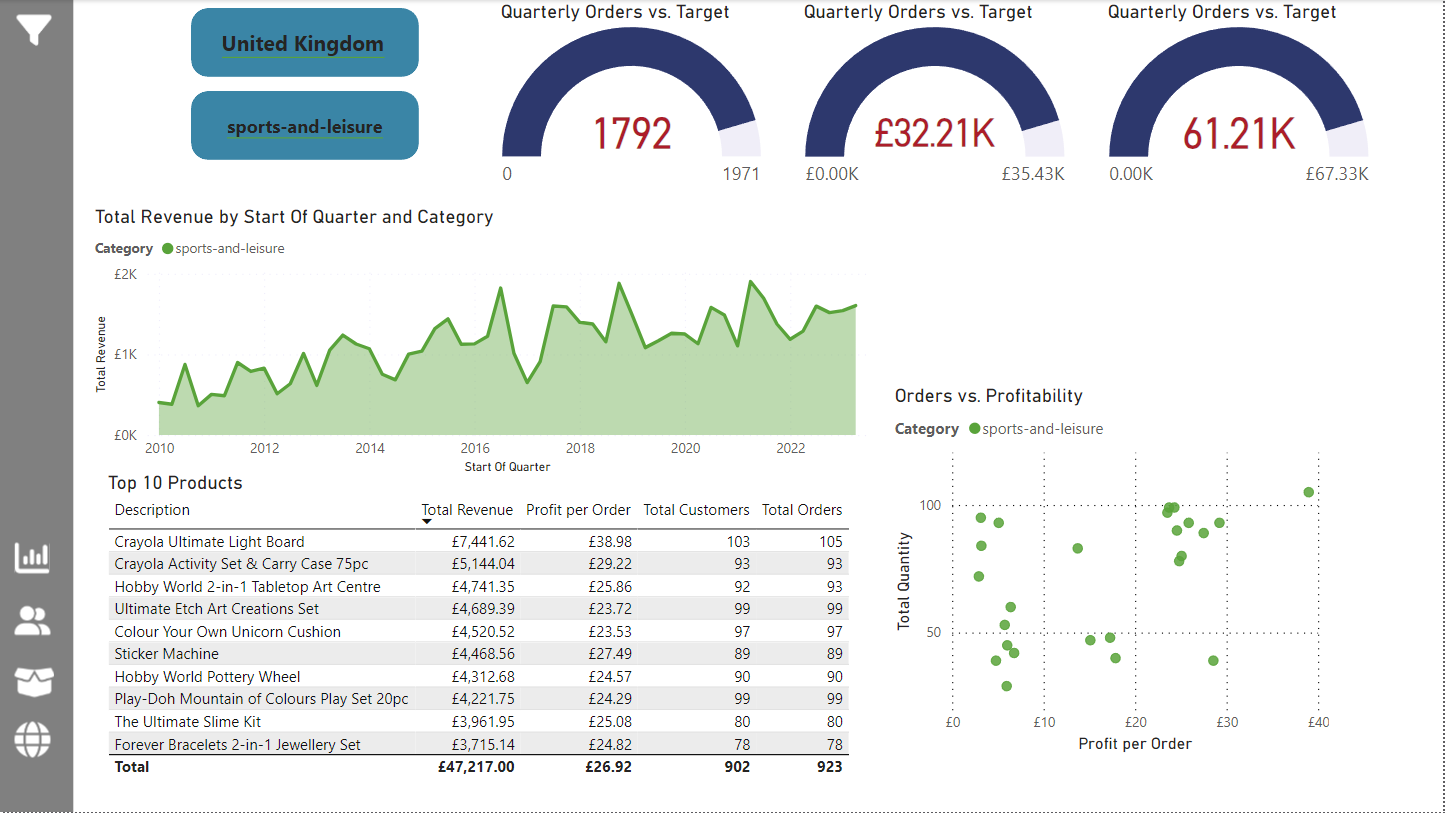 United Kingdom
sports-and-leisure
Quarterly Orders vs. Target
1792
0 1971
Quarterly Orders vs. Target
£32.21K
£0.00K £35.43K
Quarterly Orders vs. Target
61.21K
0.00K £67.33K
Total Revenue by Start Of Quarter and Category
Category sports-and-leisure
Total Revenue
£2K
£1K
£0K
2010 2012 2014 2016 2018 2020 2022
Start Of Quarter
Top 10 Products
Description Total Revenue Profit per Order Total Customers Total Orders
Crayola Ultimate Light Board £7,441.62 £38.98 103 105
Crayola Activity Set & Carry Case 75pc £5,144.04 £29.22 93 93
Hobby World 2-in-1 Tabletop Art Centre £4,741.35 £25.86 92 93
Ultimate Etch Art Creations Set £4,689.39 £23.72 99 99
Colour Your Own Unicorn Cushion £4,520.52 £23.53 97 97
Sticker Machine £4,468.56 £27.49 89 89
Hobby World Pottery Wheel £4,312.68 £24.57 90 90
Play-Doh Mountain of Colours Play Set 20pc £4,221.75 £24.29 99 99
The Ultimate Slime Kit £3,961.95 £25.08 80 80
Forever Bracelets 2-in-1 Jewellery Set £3,715.14 £24.82 78 78
Total £47,217.00 £26.92 902 923
Orders vs. Profitability
Category sports-and-leisure
Total Quantity
100
50
£0 £10 £20 £30 £40
Profit per Order